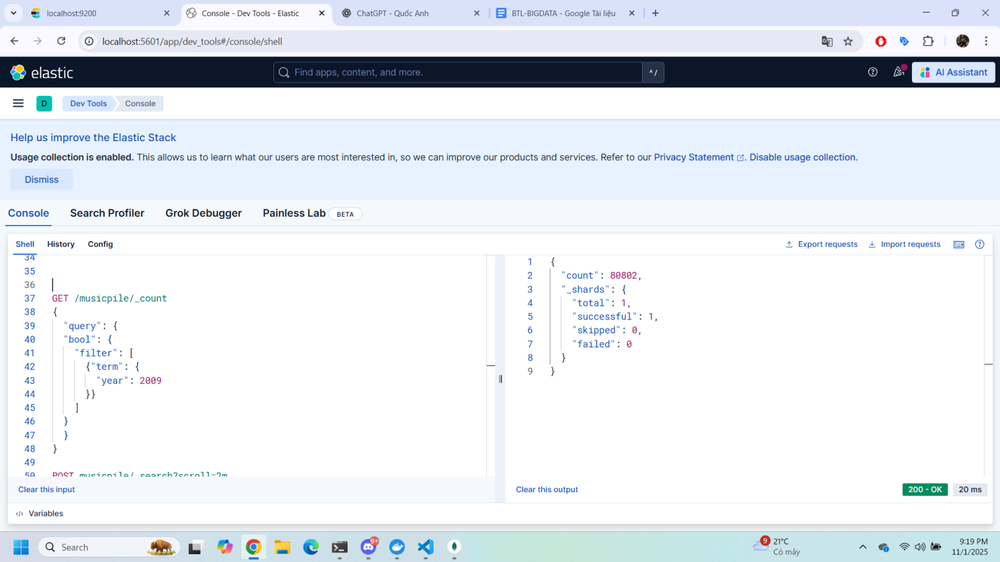 localhost:9200
Console - Dev Tools - Elastic
ChatGPT - Quốc Anh
BTL-BIGDATA - Google Tài liệu
localhost:5601/app/dev_tools#/console/shell
elastic
Find apps, content, and more.
^ /
AI Assistant
D
Dev Tools
Console
Help us improve the Elastic Stack
Usage collection is enabled. This allows us to learn what our users are most interested in, so we can improve our products and services. Refer to our Privacy Statement. Disable usage collection.
Dismiss
Console
Search Profiler
Grok Debugger
Painless Lab
BETA
Shell
History
Config
Export requests
Import requests
34
35
36
37 GET /musicpile/_count
38 {
39 "query": {
40 "bool": {
41 "filter": [
42 {"term": {
43 "year": 2009
44 }}
45 ]
46 }
47 }
48 }
49
50 POST musicpile/_search?scroll=2m
1 {
2 "count": 80802,
3 "_shards": {
4 "total": 1,
5 "successful": 1,
6 "skipped": 0,
7 "failed": 0
8 }
9 }
Clear this input
Clear this output
200 - OK
20 ms
Variables
Search
9+
9
21°C
Có mây
9:19 PM
11/1/2025